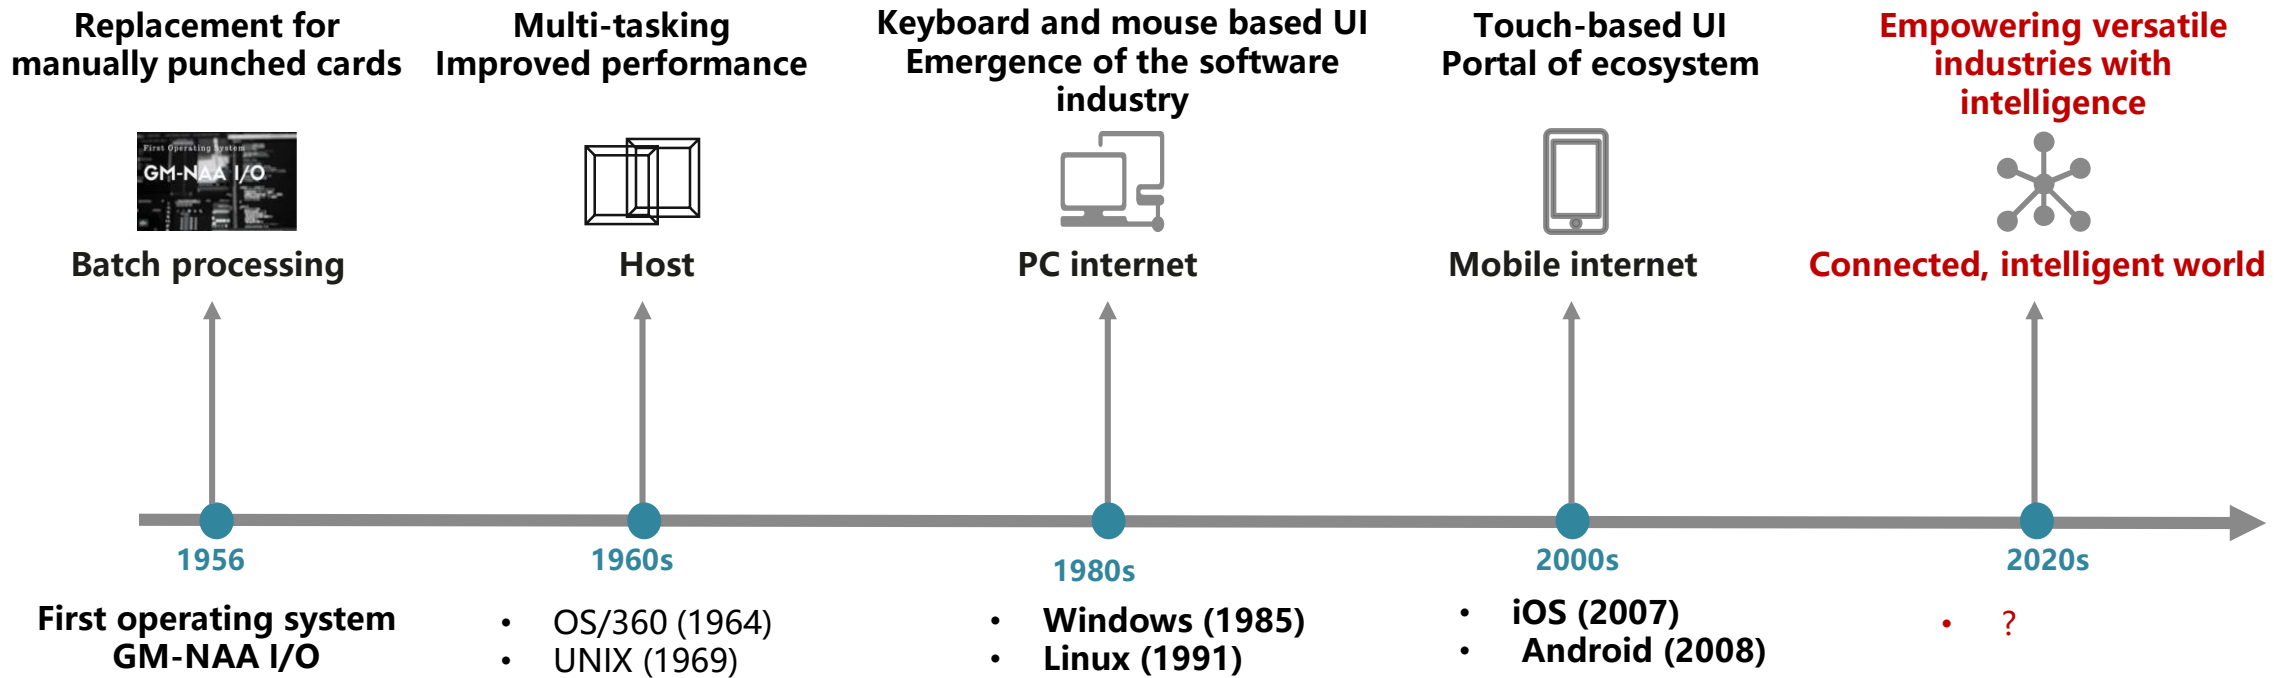 Replacement for
manually punched cards
Multi-tasking
Improved performance
Keyboard and mouse based UI
Emergence of the software
industry
Touch-based UI
Portal of ecosystem
Empowering versatile
industries with
intelligence
First Operating System
GM-NAA I/O
Batch processing
Host
PC internet
Mobile internet
Connected, intelligent world
1956
1960s
1980s
2000s
2020s
First operating system
GM-NAA I/O
• OS/360 (1964)
• UNIX (1969)
• Windows (1985)
• Linux (1991)
• iOS (2007)
• Android (2008)
• ?